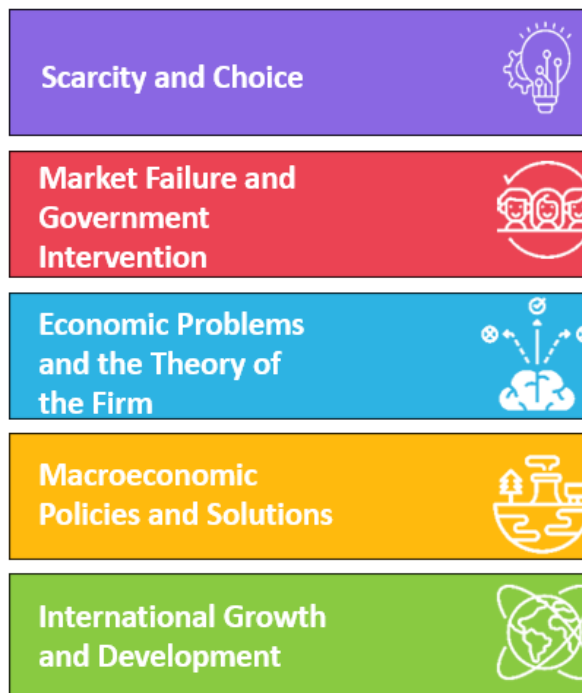 Scarcity and Choice
Market Failure and
Government
Intervention
Economic Problems
and the Theory of
the Firm
Macroeconomic
Policies and Solutions
International Growth
and Development